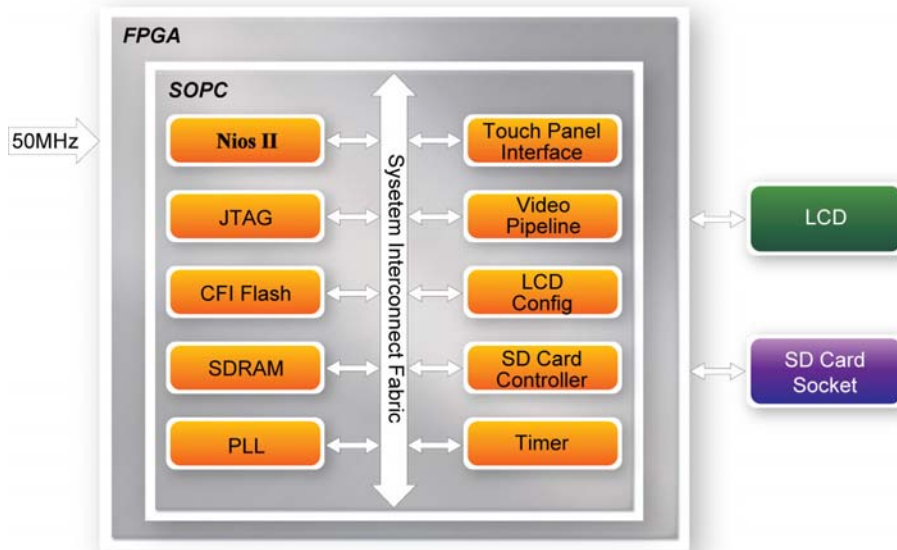 FPGA
SOPC
50MHz
Nios II
JTAG
CFI Flash
SDRAM
PLL
Sysetem Interconnect Fabric
Touch Panel
Interface
Video
Pipeline
LCD
Config
SD Card
Controller
Timer
LCD
SD Card
Socket